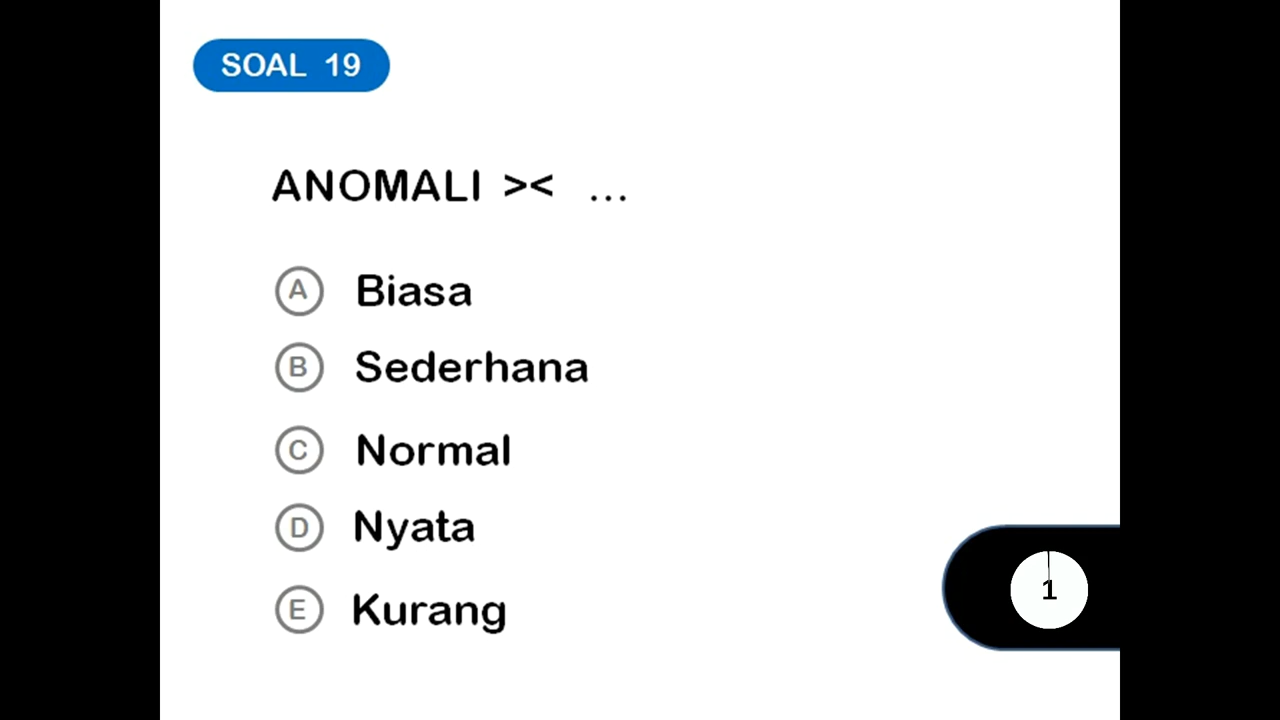 SOAL 19
ANOMALI >< ...
A Biasa
B Sederhana
C Normal
D Nyata
E Kurang
1